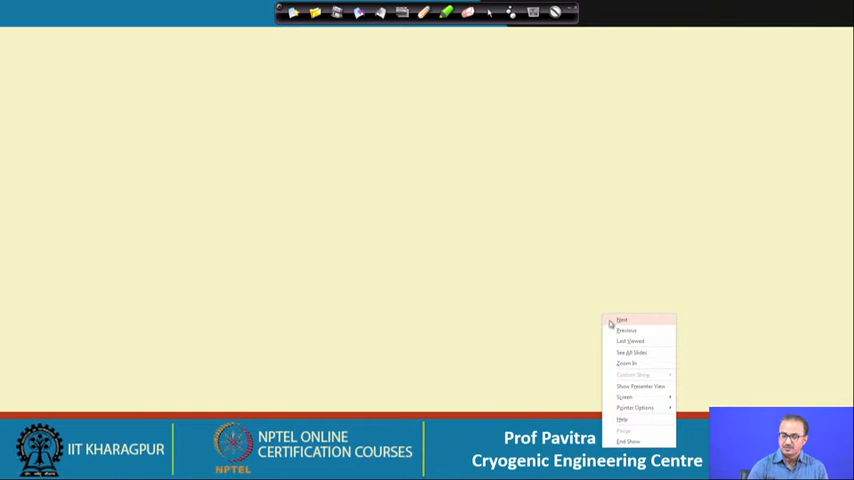 Next
Previous
Last Viewed
See All Slides
Zoom In
Custom Show
Show Presenter View
Screen
Pointer Options
Help
Pause
End Show
IIT KHARAGPUR
NPTEL
NPTEL ONLINE
CERTIFICATION COURSES
Prof Pavitra
Cryogenic Engineering Centre